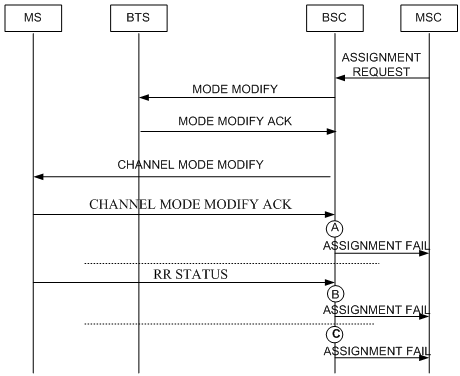 MS BTS BSC MSC
ASSIGNMENT
REQUEST
MODE MODIFY
MODE MODIFY ACK
CHANNEL MODE MODIFY
CHANNEL MODE MODIFY ACK
A
ASSIGNMENT FAIL
RR STATUS
B
ASSIGNMENT FAIL
C
ASSIGNMENT FAIL